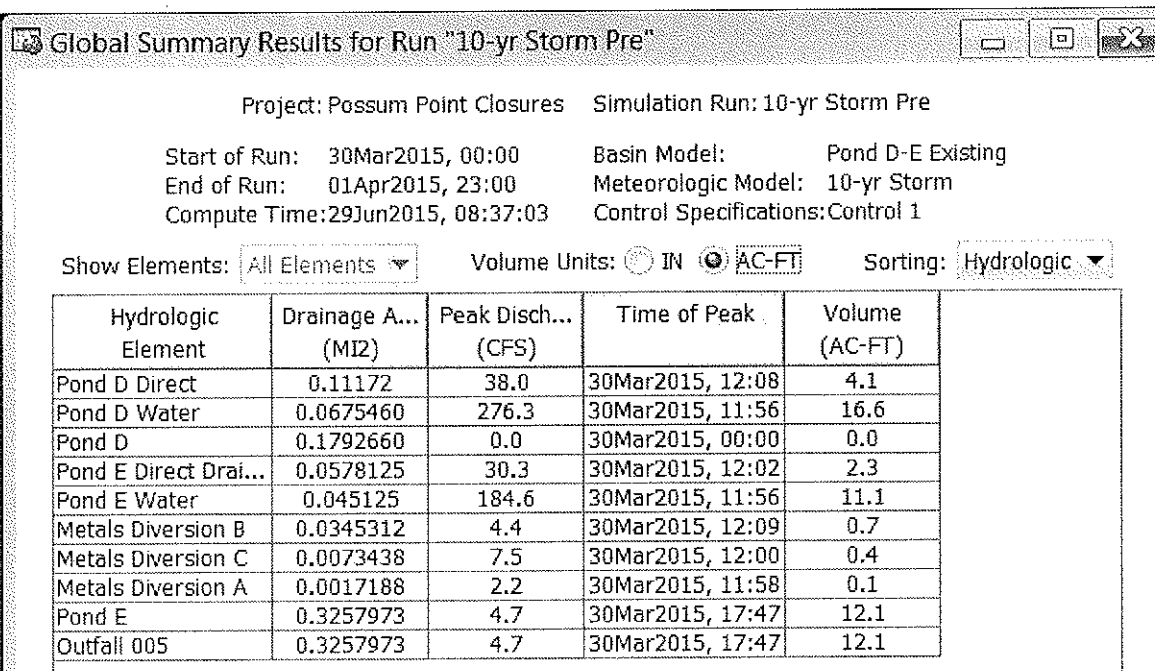 Global Summary Results for Run "10-yr Storm Pre"
Project: Possum Point Closures Simulation Run: 10-yr Storm Pre
Start of Run: 30Mar2015, 00:00 Basin Model: Pond D-E Existing
End of Run: 01Apr2015, 23:00 Meteorologic Model: 10-yr Storm
Compute Time:29Jun2015, 08:37:03 Control Specifications:Control 1
Show Elements: All Elements Volume Units: IN AC-FT Sorting: Hydrologic
Hydrologic Drainage A... Peak Disch... Time of Peak Volume
Element (MI2) (CFS) (AC-FT)
Pond D Direct 0.11172 38.0 30Mar2015, 12:08 4.1
Pond D Water 0.0675460 276.3 30Mar2015, 11:56 16.6
Pond D 0.1792660 0.0 30Mar2015, 00:00 0.0
Pond E Direct Drai... 0.0578125 30.3 30Mar2015, 12:02 2.3
Pond E Water 0.045125 184.6 30Mar2015, 11:56 11.1
Metals Diversion B 0.0345312 4.4 30Mar2015, 12:09 0.7
Metals Diversion C 0.0073438 7.5 30Mar2015, 12:00 0.4
Metals Diversion A 0.0017188 2.2 30Mar2015, 11:58 0.1
Pond E 0.3257973 4.7 30Mar2015, 17:47 12.1
Outfall 005 0.3257973 4.7 30Mar2015, 17:47 12.1